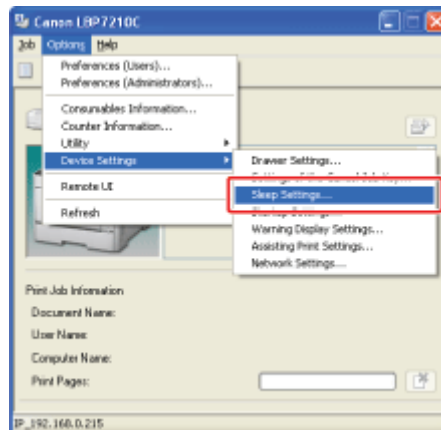 Canon LBP7210C
Job Options Help
Preferences (Users)...
Preferences (Administrators)...
Consumables Information...
Counter Information...
Utility
Device Settings
Remote UI
Refresh
Drawer Settings...
Sleep Settings...
Warning Display Settings...
Assisting Print Settings...
Network Settings...
Print Job Information
Document Name:
User Name:
Computer Name:
Print Pages:
IP_192.168.0.215